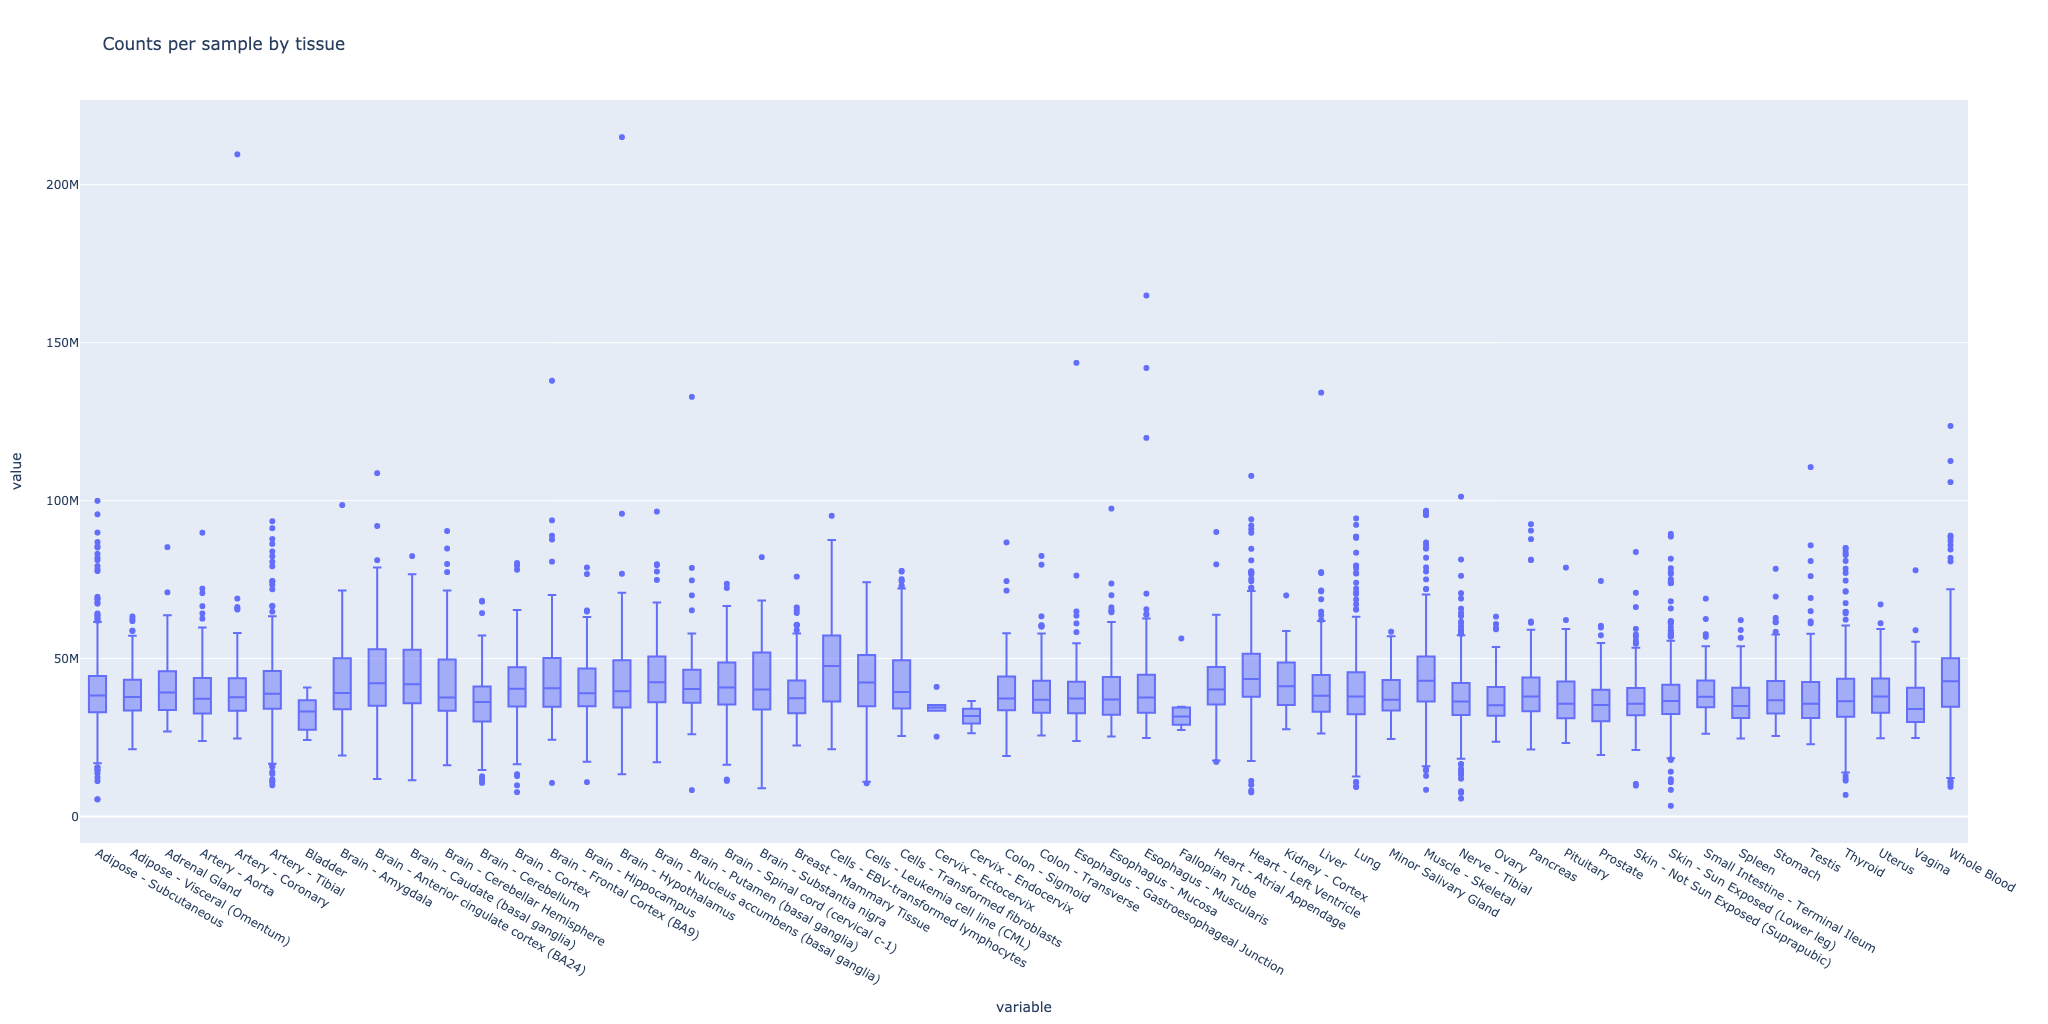 Counts per sample by tissue
200M
150M
100M
50M
0
value
Adipose - Subcutaneous
Adipose - Visceral (Omentum)
Adrenal Gland
Artery - Aorta
Artery - Coronary
Artery - Tibial
Bladder
Brain - Amygdala
Brain - Anterior cingulate cortex (BA24)
Brain - Caudate (basal ganglia)
Brain - Cerebellar Hemisphere
Brain - Cerebellum
Brain - Cortex
Brain - Frontal Cortex (BA9)
Brain - Hippocampus
Brain - Hypothalamus
Brain - Nucleus accumbens (basal ganglia)
Brain - Putamen (basal ganglia)
Brain - Spinal cord (cervical c-1)
Brain - Substantia nigra
Breast - Mammary Tissue
Cells - EBV-transformed lymphocytes
Cells - Leukemia cell line (CML)
Cells - Transformed fibroblasts
Cervix - Ectocervix
Cervix - Endocervix
Colon - Sigmoid
Colon - Transverse
Esophagus - Gastroesophageal Junction
Esophagus - Mucosa
Esophagus - Muscularis
Fallopian Tube
Heart - Atrial Appendage
Heart - Left Ventricle
Kidney - Cortex
Liver
Lung
Minor Salivary Gland
Muscle - Skeletal
Nerve - Tibial
Ovary
Pancreas
Pituitary
Prostate
Skin - Not Sun Exposed (Suprapubic)
Skin - Sun Exposed (Lower leg)
Small Intestine - Terminal Ileum
Spleen
Stomach
Testis
Thyroid
Uterus
Vagina
Whole Blood
variable